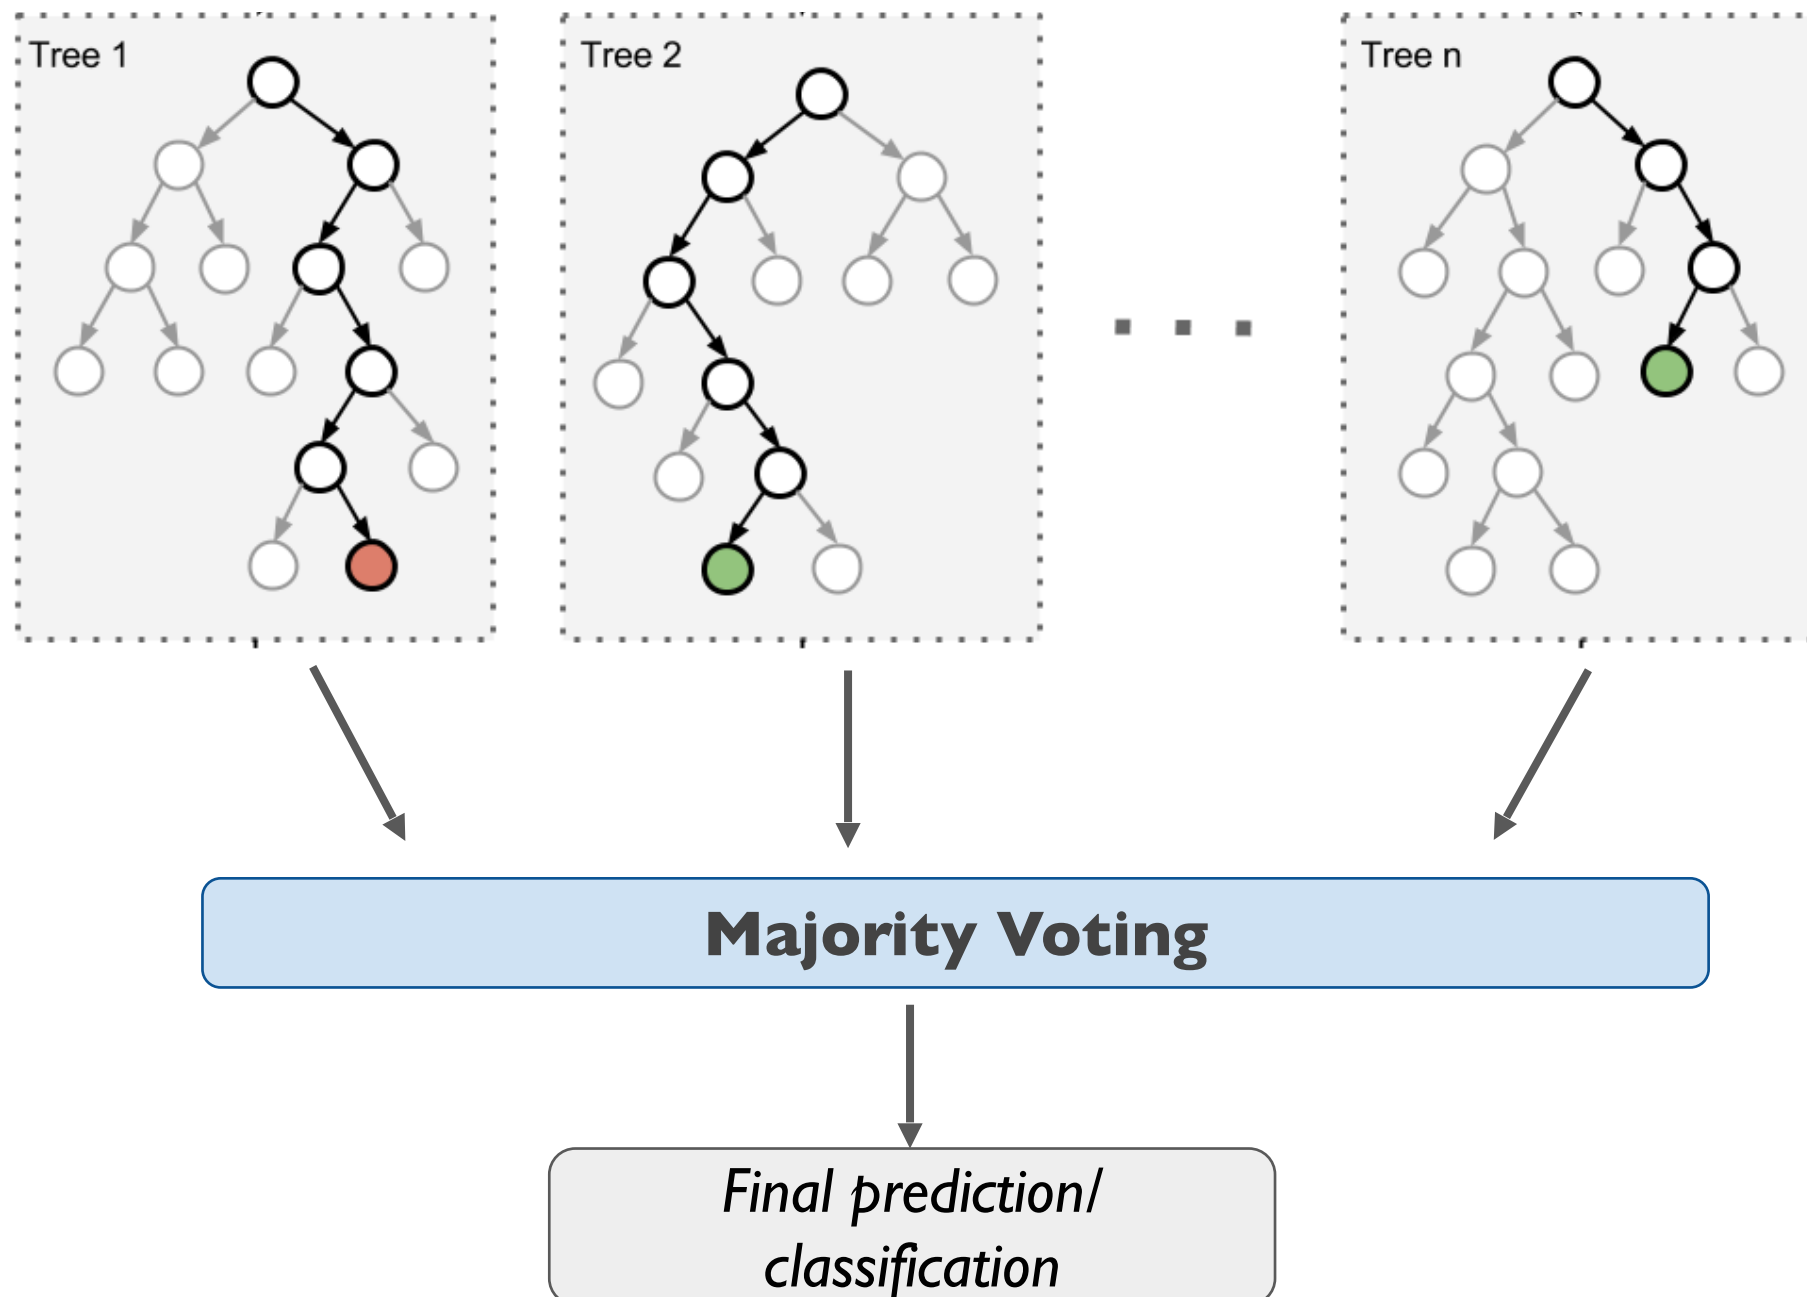 Tree 1
Tree 2
Tree n
Majority Voting
Final prediction/
classification